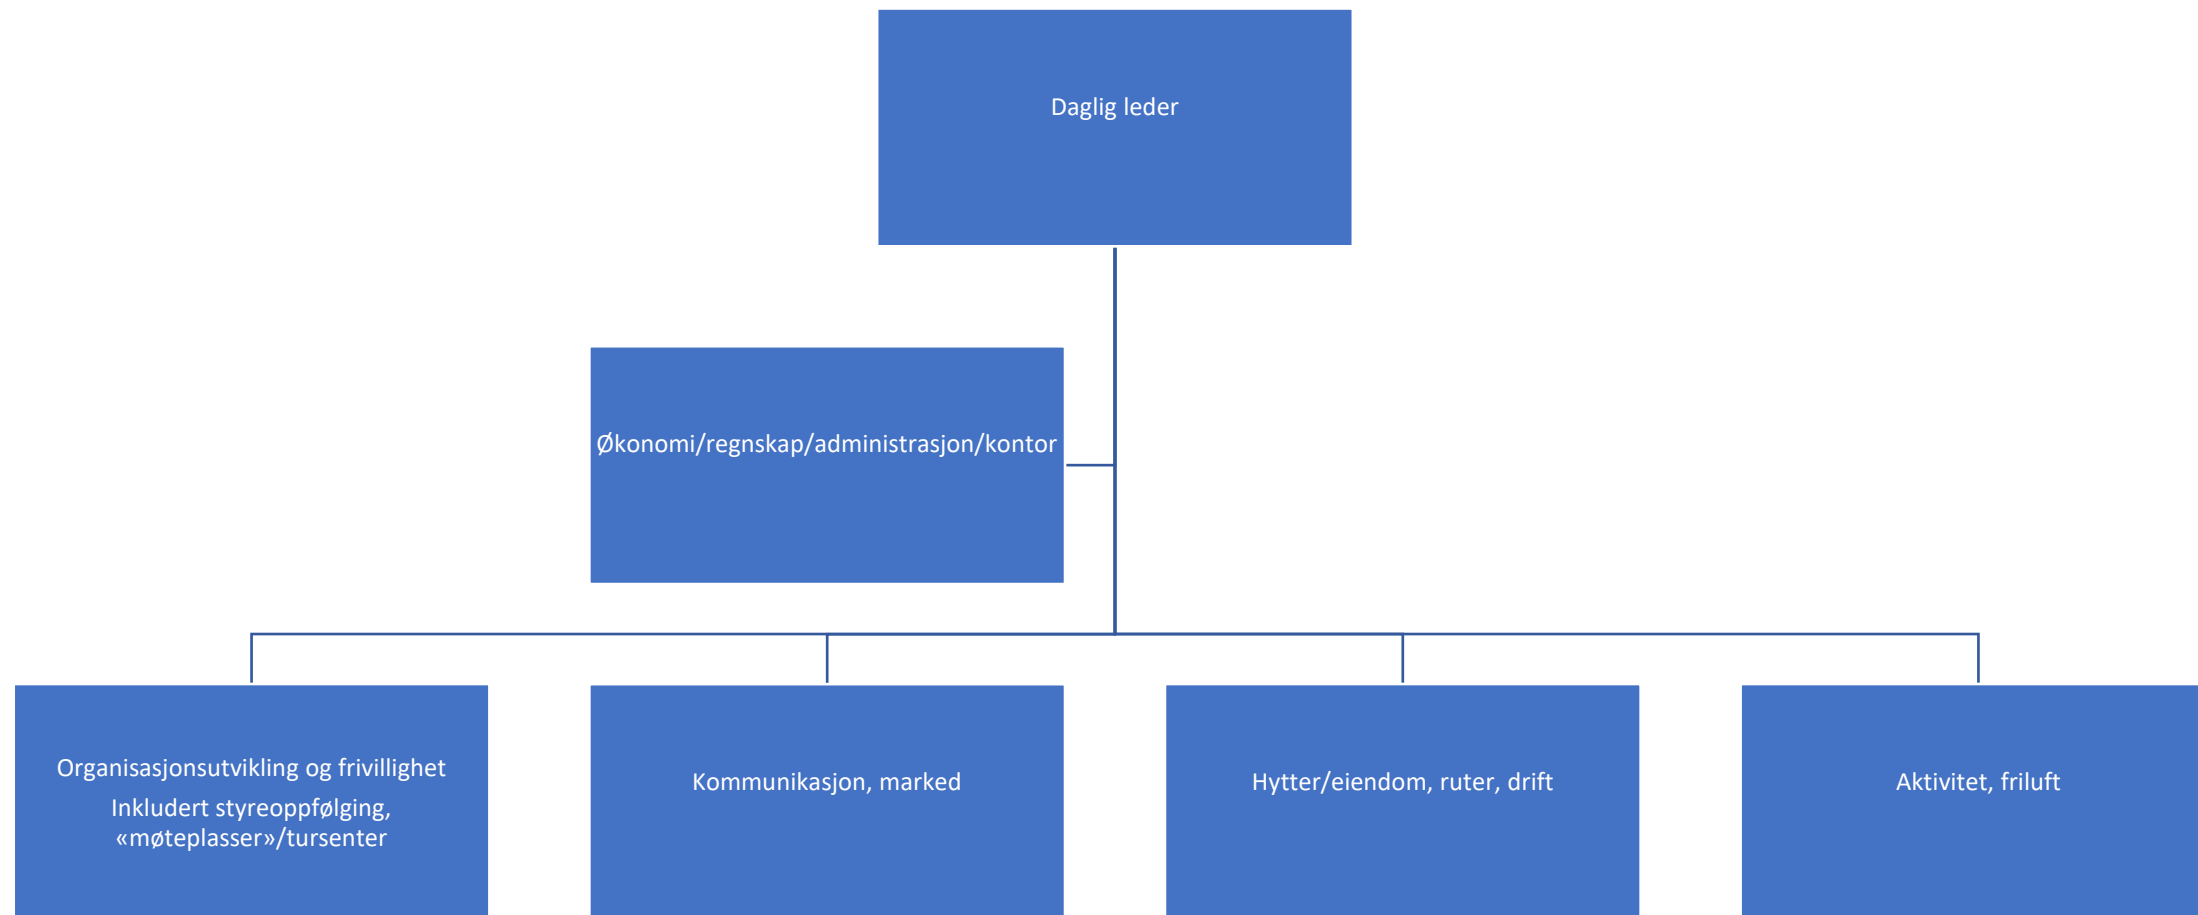 Daglig leder
Økonomi/regnskap/administrasjon/kontor
Organisasjonsutvikling og frivillighet
Inkludert styreoppfølging,
«møteplasser»/tursenter
Kommunikasjon, marked
Hytter/eiendom, ruter, drift
Aktivitet, friluft